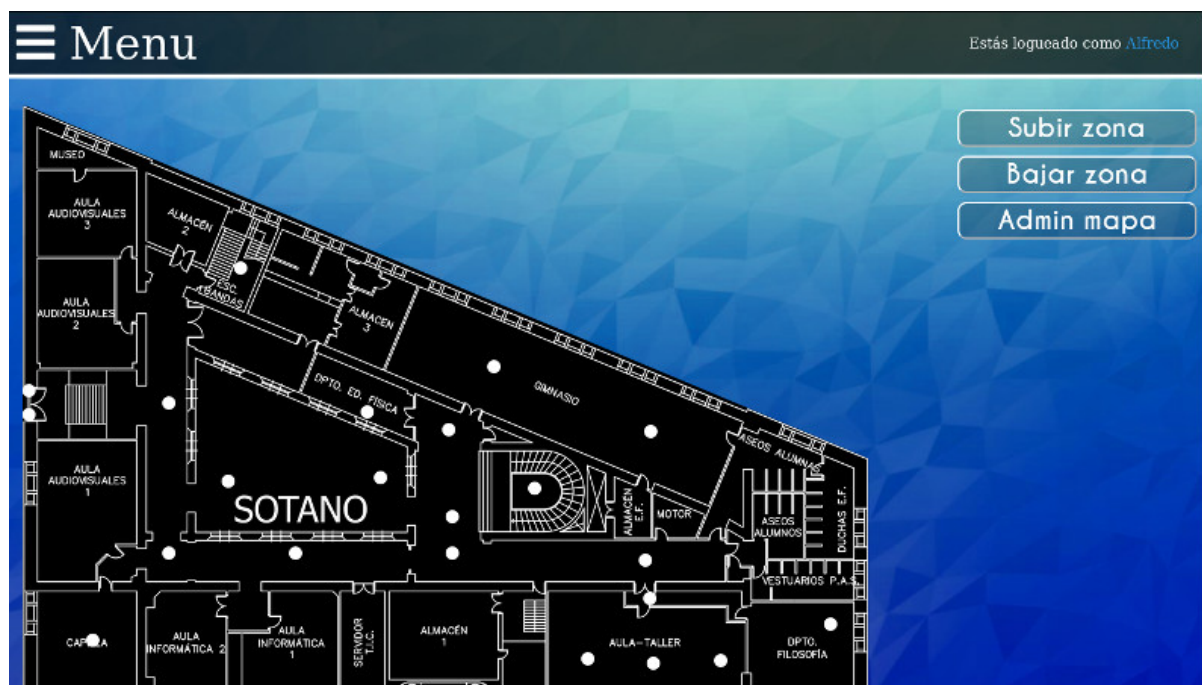 Menu
Estás logueado como Alfredo
Subir zona
Bajar zona
Admin mapa
MUSEO
AULA
AUDIOVISUALES
3
ALMACÉN
2
ESC.
BANDAS
AULA
AUDIOVISUALES
2
ALMACEN
3
GIMNASIO
DPTO. ED. FÍSICA
ASEOS ALUMNAS
AULA
AUDIOVISUALES
1
SOTANO
ALMACÉN
E.F.
MOTOR
ASEOS
ALUMNOS
DUCHAS E.F.
VESTUARIOS P.A.S.
AULA
INFORMÁTICA 2
AULA
INFORMÁTICA
1
SERVIDOR
T.I.C.
ALMACÉN
1
AULA-TALLER
DPTO.
FILOSOFÍA